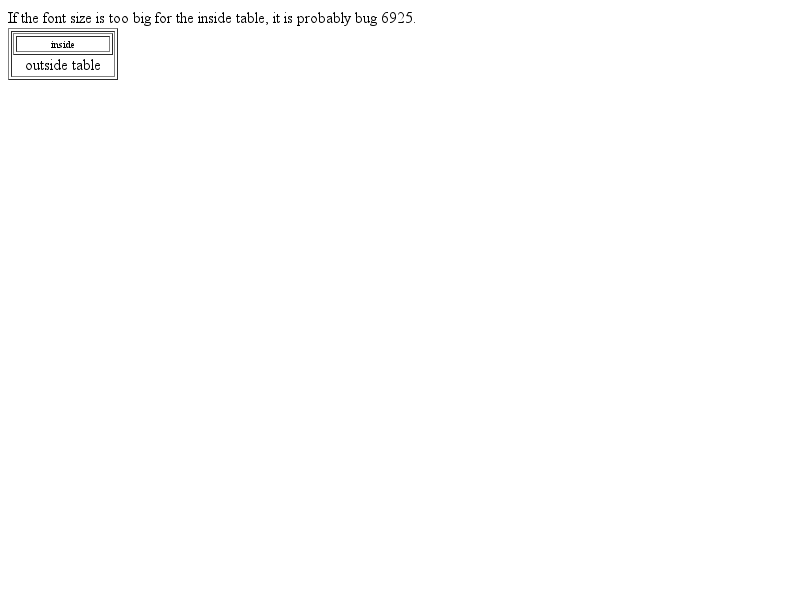 If the font size is too big for the inside table, it is probably bug 6925.
inside
outside table